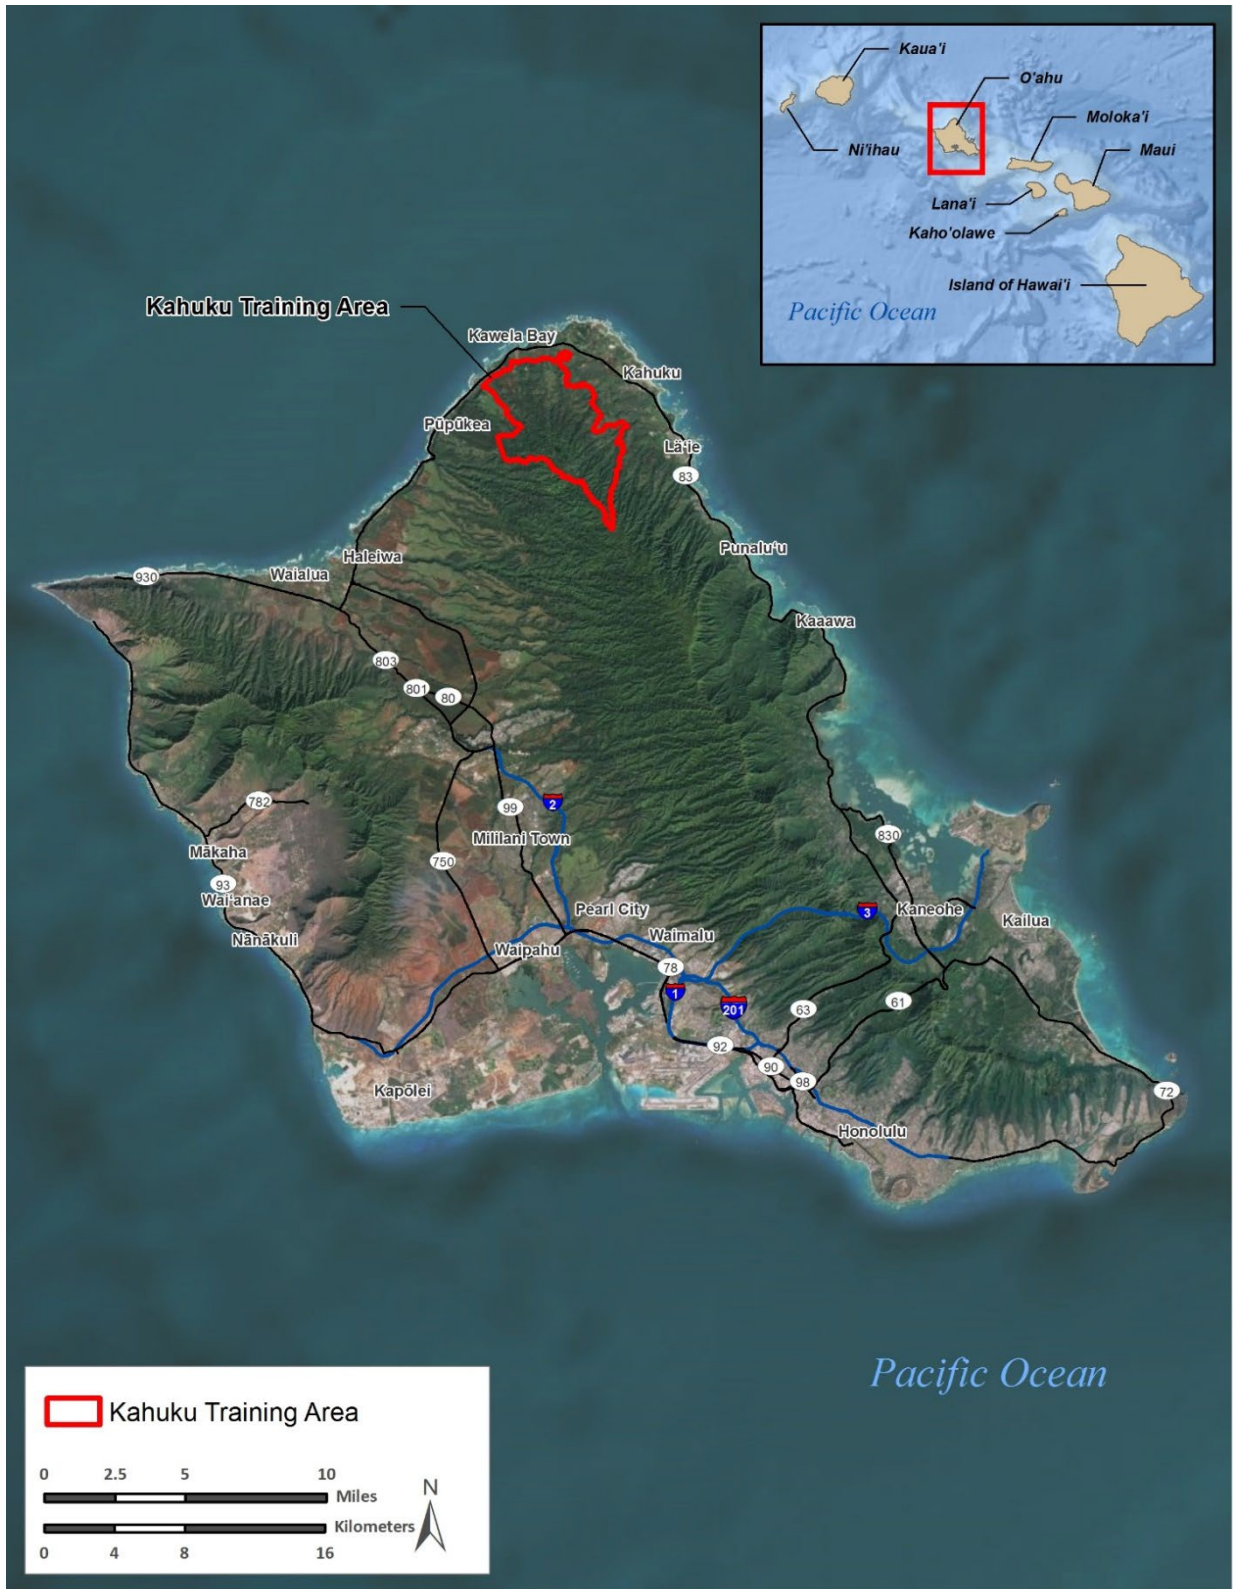 Kaua'i
O'ahu
Moloka'i
Ni'ihau
Maui
Lana'i
Kaho'olawe
Island of Hawai'i
Pacific Ocean
Kahuku Training Area
Kawela Bay
Kahuku
Pūpūkea
Lā'ie
83
Punalu'u
Haleiwa
Waialua
930
Kaaawa
803
801
80
2
782
99
830
Mililani Town
Mākaha
750
93
Wai'anae
Pearl City
3
Kaneohe
Kailua
Nānākuli
Waimalu
Waipahu
78
1
201
63
61
92
90
98
Kapōlei
72
Honolulu
Pacific Ocean
Kahuku Training Area
0 2.5 5 10
Miles
N
Kilometers
0 4 8 16